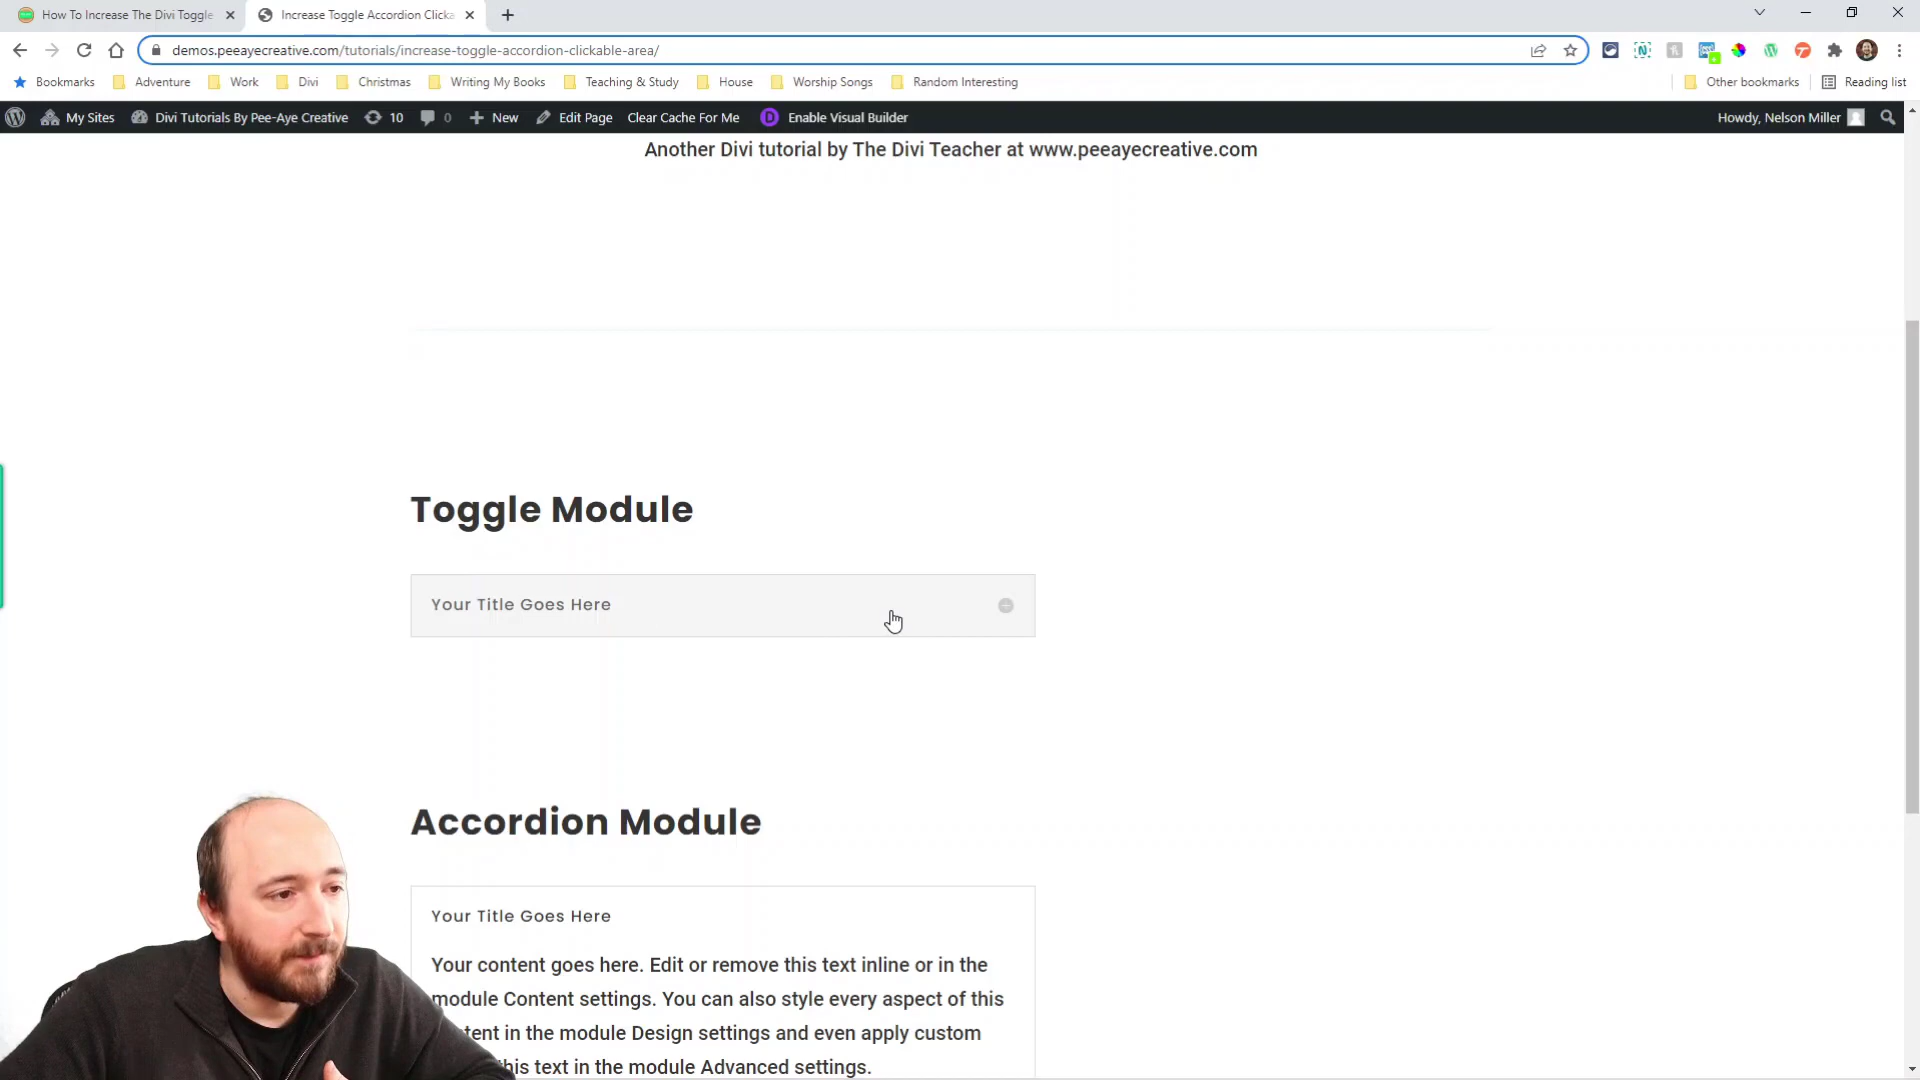 How To Increase The Divi Toggle
Increase Toggle Accordion Clicka
demos.peeayecreative.com/tutorials/increase-toggle-accordion-clickable-area/
Bookmarks
Adventure
Work
Divi
Christmas
Writing My Books
Teaching & Study
House
Worship Songs
Random Interesting
Other bookmarks
Reading list
My Sites
Divi Tutorials By Pee-Aye Creative
10
0
New
Edit Page
Clear Cache For Me
D
Enable Visual Builder
Howdy, Nelson Miller
Another Divi tutorial by The Divi Teacher at www.peeayecreative.com
Toggle Module
Your Title Goes Here
Accordion Module
Your Title Goes Here
Your content goes here. Edit or remove this text inline or in the
module Content settings. You can also style every aspect of this
tent in the module Design settings and even apply custom
this text in the module Advanced settings.